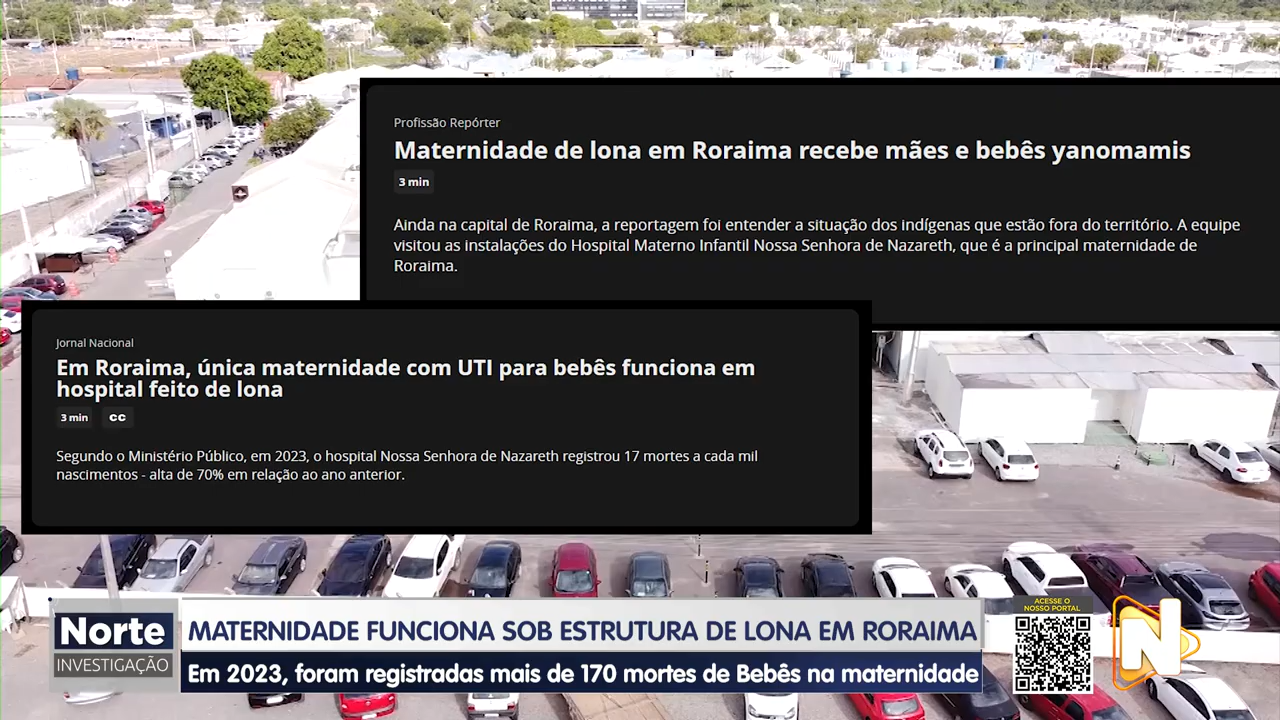 Profissão Repórter
Maternidade de lona em Roraima recebe mães e bebês yanomamis
3 min
Ainda na capital de Roraima, a reportagem foi entender a situação dos indígenas que estão fora do território. A equipe
visitou as instalações do Hospital Materno Infantil Nossa Senhora de Nazareth, que é a principal maternidade de
Roraima.
Jornal Nacional
Em Roraima, única maternidade com UTI para bebês funciona em
hospital feito de lona
3 min CC
Segundo o Ministério Público, em 2023, o hospital Nossa Senhora de Nazareth registrou 17 mortes a cada mil
nascimentos - alta de 70% em relação ao ano anterior.
Norte
INVESTIGAÇÃO
MATERNIDADE FUNCIONA SOB ESTRUTURA DE LONA EM RORAIMA
Em 2023, foram registradas mais de 170 mortes de Bebês na maternidade
ACESSE O
NOSSO PORTAL
N